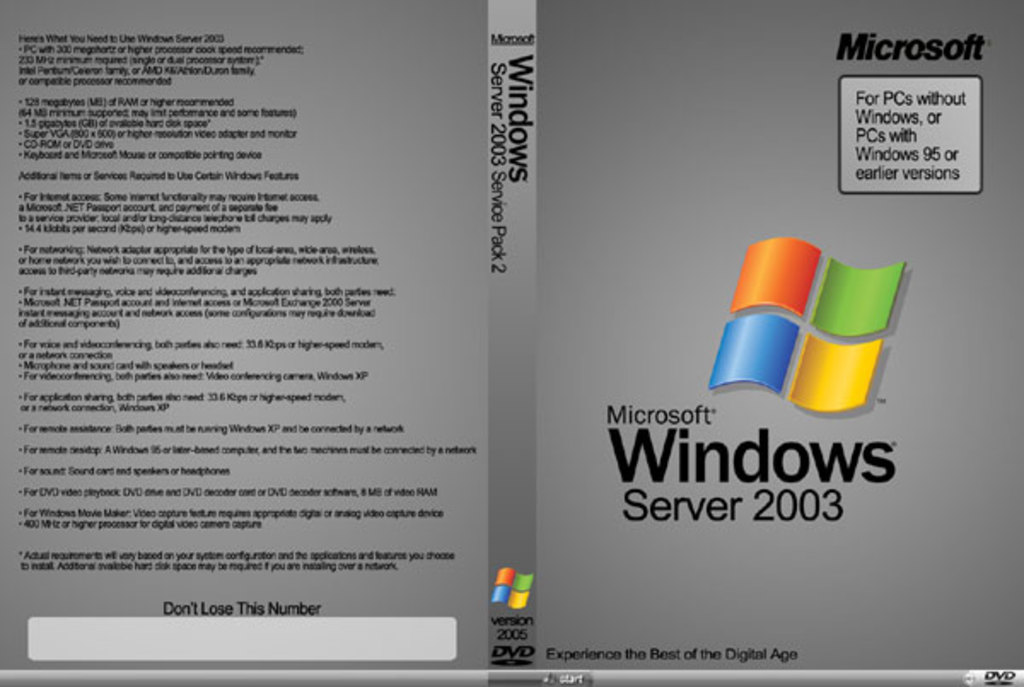 Here's What You Need to Use Windows Server 2003
• PC with 300 megahertz or higher processor clock speed recommended;
233 MHz minimum required (single or dual processor system);*
Intel Pentium/Celeron family, or AMD K6/Athlon/Duron family,
or compatible processor recommended
• 128 megabytes (MB) of RAM or higher recommended
(64 MB minimum supported; may limit performance and some features)
• 1.5 gigabytes (GB) of available hard disk space*
• Super VGA (800 x 600) or higher-resolution video adapter and monitor
• CD-ROM or DVD drive
• Keyboard and Microsoft Mouse or compatible pointing device
Additional Items or Services Required to Use Certain Windows Features
• For Internet access: Some Internet functionality may require Internet access,
a Microsoft .NET Passport account, and payment of a separate fee
to a service provider; local and/or long-distance telephone toll charges may apply
• 14.4 kilobits per second (Kbps) or higher-speed modem
• For networking: Network adapter appropriate for the type of local-area, wide-area, wireless,
or home network you wish to connect to, and access to an appropriate network infrastructure;
access to third-party networks may require additional charges
• For instant messaging, voice and videoconferencing, and application sharing, both parties need:
• Microsoft .NET Passport account and Internet access or Microsoft Exchange 2000 Server
instant messaging account and network access (some configurations may require download
of additional components)
• For voice and videoconferencing, both parties also need: 33.6 Kbps or higher-speed modem,
or a network connection
• Microphone and sound card with speakers or headset
• For videoconferencing, both parties also need: Video conferencing camera, Windows XP
• For application sharing, both parties also need: 33.6 Kbps or higher-speed modem,
or a network connection, Windows XP
• For remote assistance: Both parties must be running Windows XP and be connected by a network
• For remote desktop: A Windows 95 or later-based computer, and the two machines must be connected by a network
• For sound: Sound card and speakers or headphones
• For DVD video playback: DVD drive and DVD decoder card or DVD decoder software, 8 MB of video RAM
• For Windows Movie Maker: Video capture feature requires appropriate digital or analog video capture device
• 400 MHz or higher processor for digital video camera capture
* Actual requirements will vary based on your system configuration and the applications and features you choose
to install. Additional available hard disk space may be required if you are installing over a network.
Don't Lose This Number
Microsoft
Windows
Server 2003 Service Pack 2
version
2005
DVD
start
Microsoft
For PCs without
Windows, or
PCs with
Windows 95 or
earlier versions
™
Microsoft®
Windows®
Server 2003
Experience the Best of the Digital Age
DVD